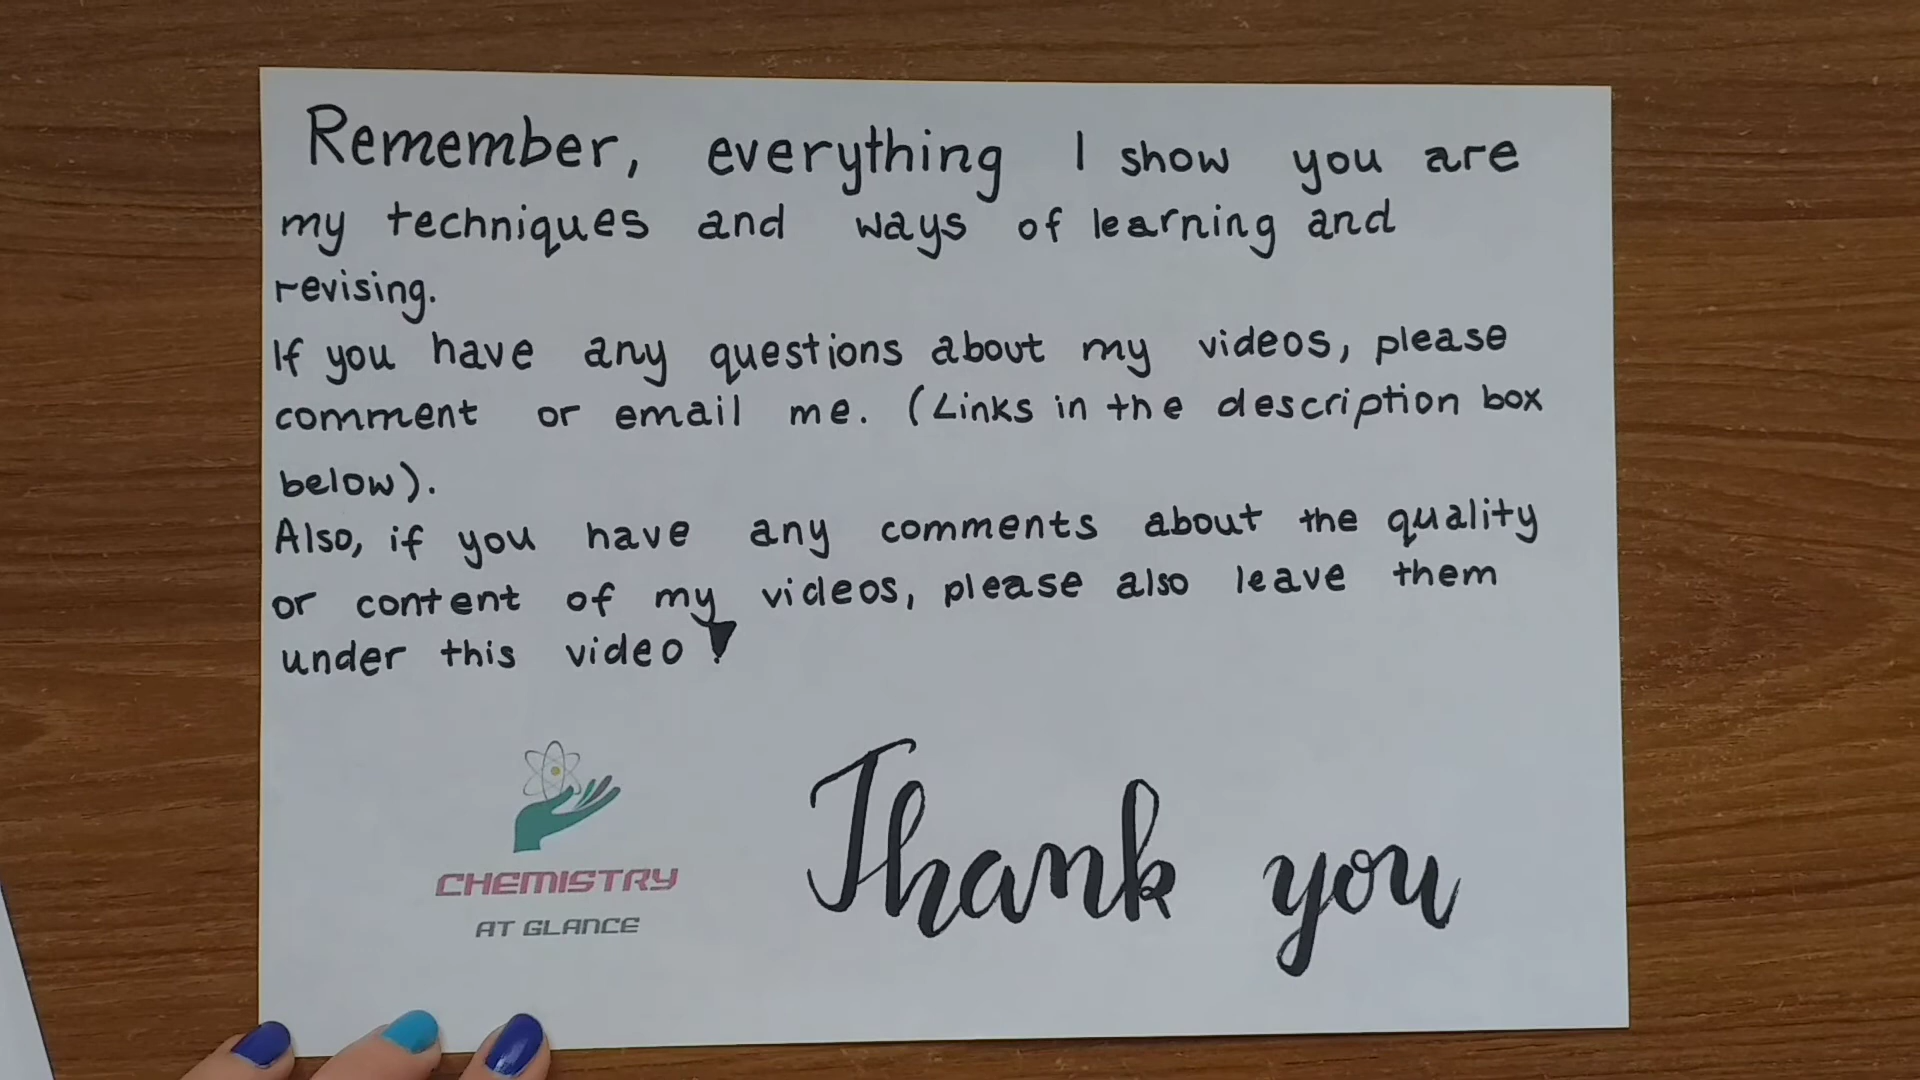 Remember, everything I show you are
my techniques and ways of learning and
revising.
If you have any questions about my videos, please
comment or email me. (Links in the description box
below).
Also, if you have any comments about the quality
or content of my videos, please also leave them
under this video!
CHEMISTRY
AT GLANCE
Thank you